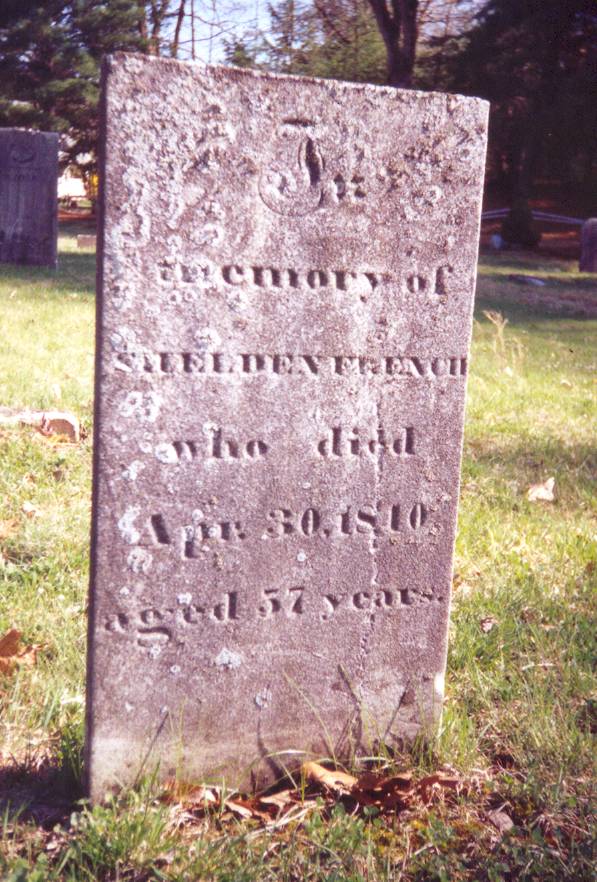 In
memory of
SHELDEN FRENCH
who died
Apr. 30, 1840
aged 57 years.